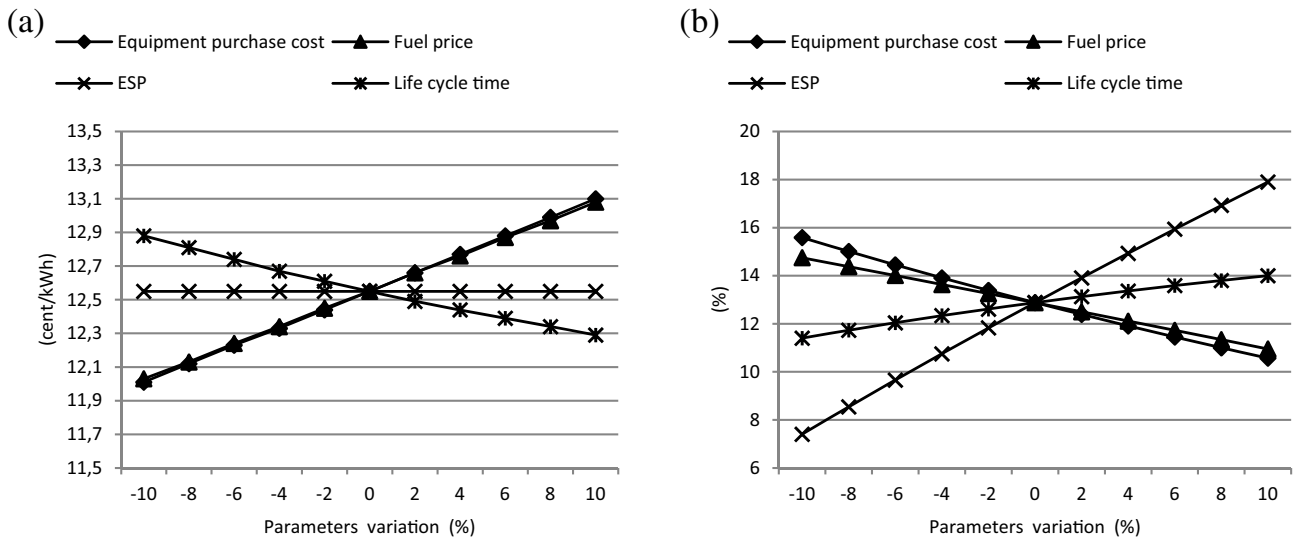 (a)
Equipment purchase cost
Fuel price
ESP
Life cycle time
13,5
13,3
13,1
12,9
12,7
12,5
12,3
12,1
11,9
11,7
11,5
(cent/kWh)
-10 -8 -6 -4 -2 0 2 4 6 8 10
Parameters variation (%)
(b)
Equipment purchase cost
Fuel price
ESP
Life cycle time
20
18
16
14
12
10
8
6
(%)
-10 -8 -6 -4 -2 0 2 4 6 8 10
Parameters variation (%)